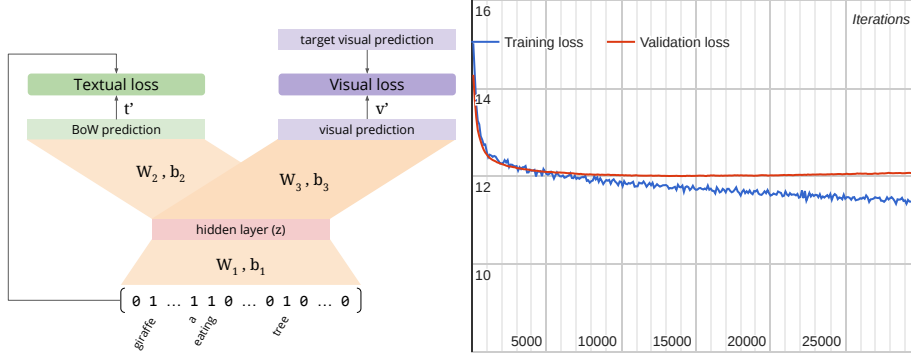 target visual prediction
Textual loss
Visual loss
t'
v'
BoW prediction
visual prediction
W2 , b2
W3 , b3
hidden layer (z)
W1 , b1
0 1 ... 1 1 0 ... 0 1 0 ... 0
giraffe
a
eating
tree
16
Iterations
Training loss
Validation loss
14
12
10
5000 10000 15000 20000 25000